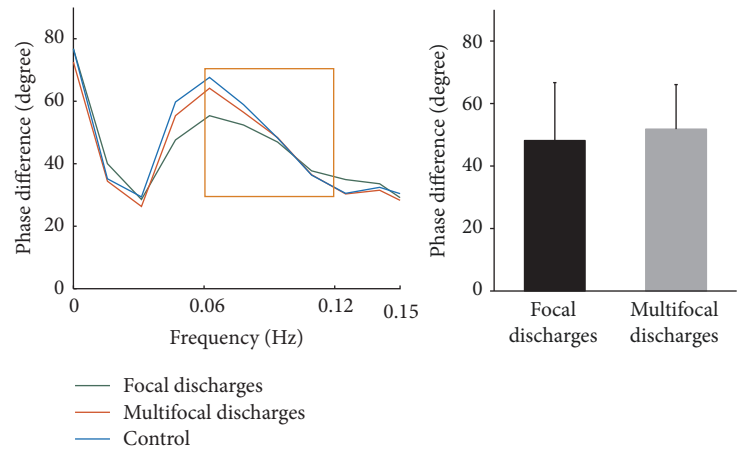 Phase difference (degree)
80
60
40
20
0
0
0.06
0.12
0.15
Frequency (Hz)
Focal discharges
Multifocal discharges
Control
Phase difference (degree)
80
60
40
20
0
Focal
discharges
Multifocal
discharges